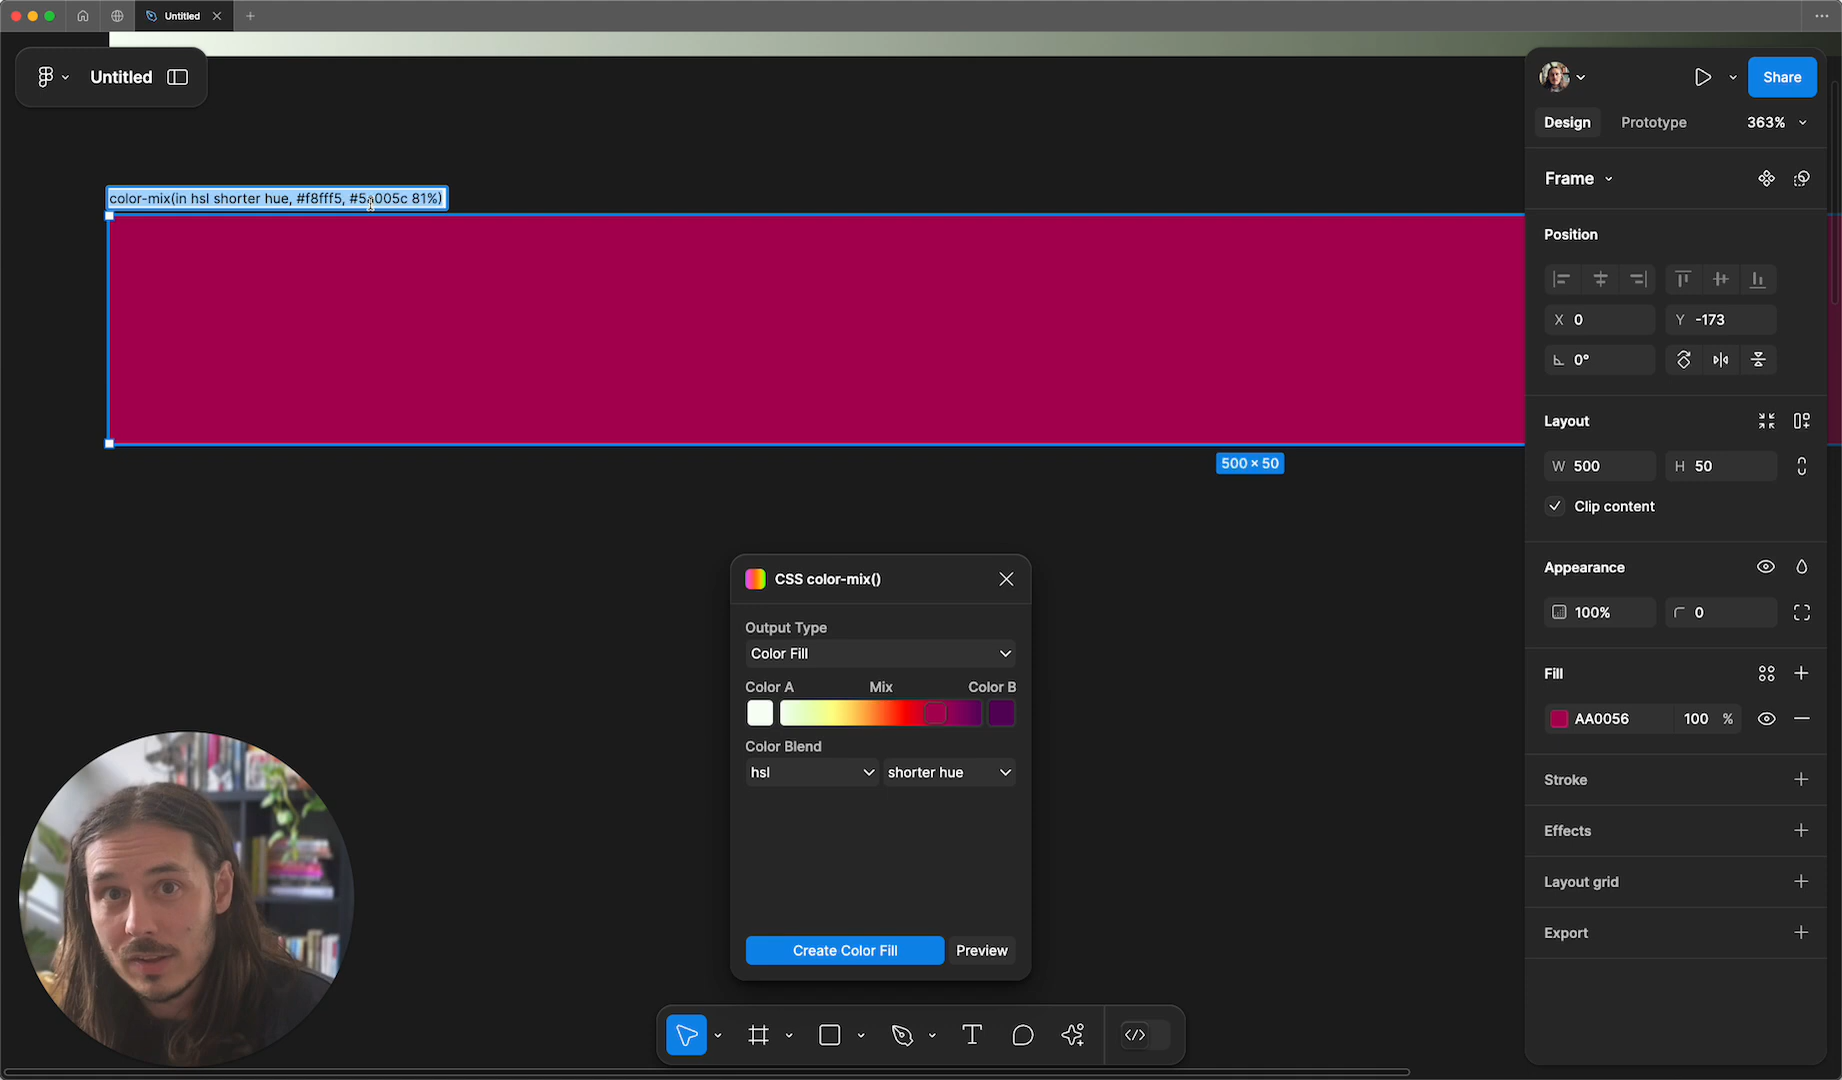 Untitled
Untitled
Share
Design Prototype 363%
color-mix(in hsl shorter hue, #f8fff5, #5a005c 81%)
500 × 50
Frame
Position
X 0 Y -173
0°
Layout
W 500 H 50
Clip content
Appearance
100% 0
Fill
AA0056 100 %
Stroke
Effects
Layout grid
Export
CSS color-mix()
Output Type
Color Fill
Color A Mix Color B
Color Blend
hsl shorter hue
Create Color Fill Preview